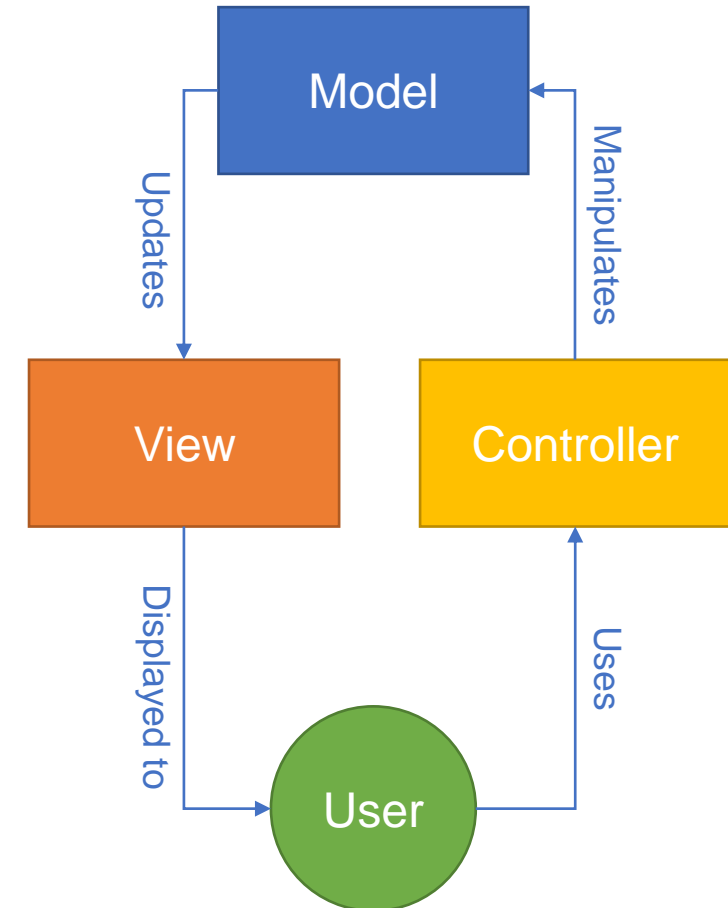 Model
Updates
Manipulates
View
Controller
Displayed to
Uses
User